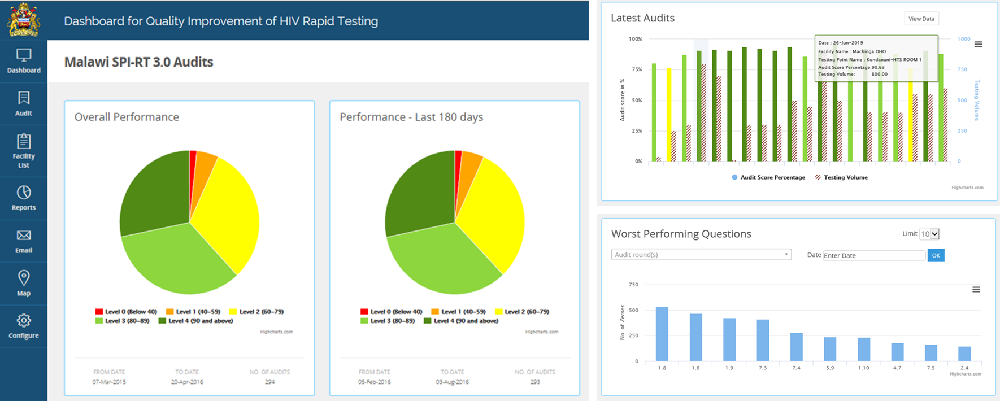 Dashboard for Quality Improvement of HIV Rapid Testing
Dashboard
Audit
Facility
List
Reports
Email
Map
Configure
Malawi SPI-RT 3.0 Audits
Overall Performance
Level 0 (Below 40) Level 1 (40–59) Level 2 (60–79)
Level 3 (80–89) Level 4 (90 and above)
Highcharts.com
FROM DATE TO DATE NO. OF AUDITS
07-Mar-2015 20-Apr-2016 294
Performance - Last 180 days
Level 0 (Below 40) Level 1 (40–59) Level 2 (60–79)
Level 3 (80–89) Level 4 (90 and above)
Highcharts.com
FROM DATE TO DATE NO. OF AUDITS
05-Feb-2016 03-Aug-2016 293
Latest Audits
View Data
Audit score in %
100%
75%
50%
25%
0%
Date : 26-Jun-2019
Facility Name : Machinga DHO
Testing Point Name : Kondanani-HTS ROOM 1
Audit Score Percentage:90.63
Testing Volume: 800.00
1000
750
500
250
0
Testing Volume
Audit Score Percentage Testing Volume
Highcharts.com
Worst Performing Questions
Limit 10
Audit round(s)
Date Enter Date OK
No. of Zeroes
750
500
250
0
1.8 1.6 1.9 7.3 7.4 5.9 1.10 4.7 7.5 2.4
Highcharts.com